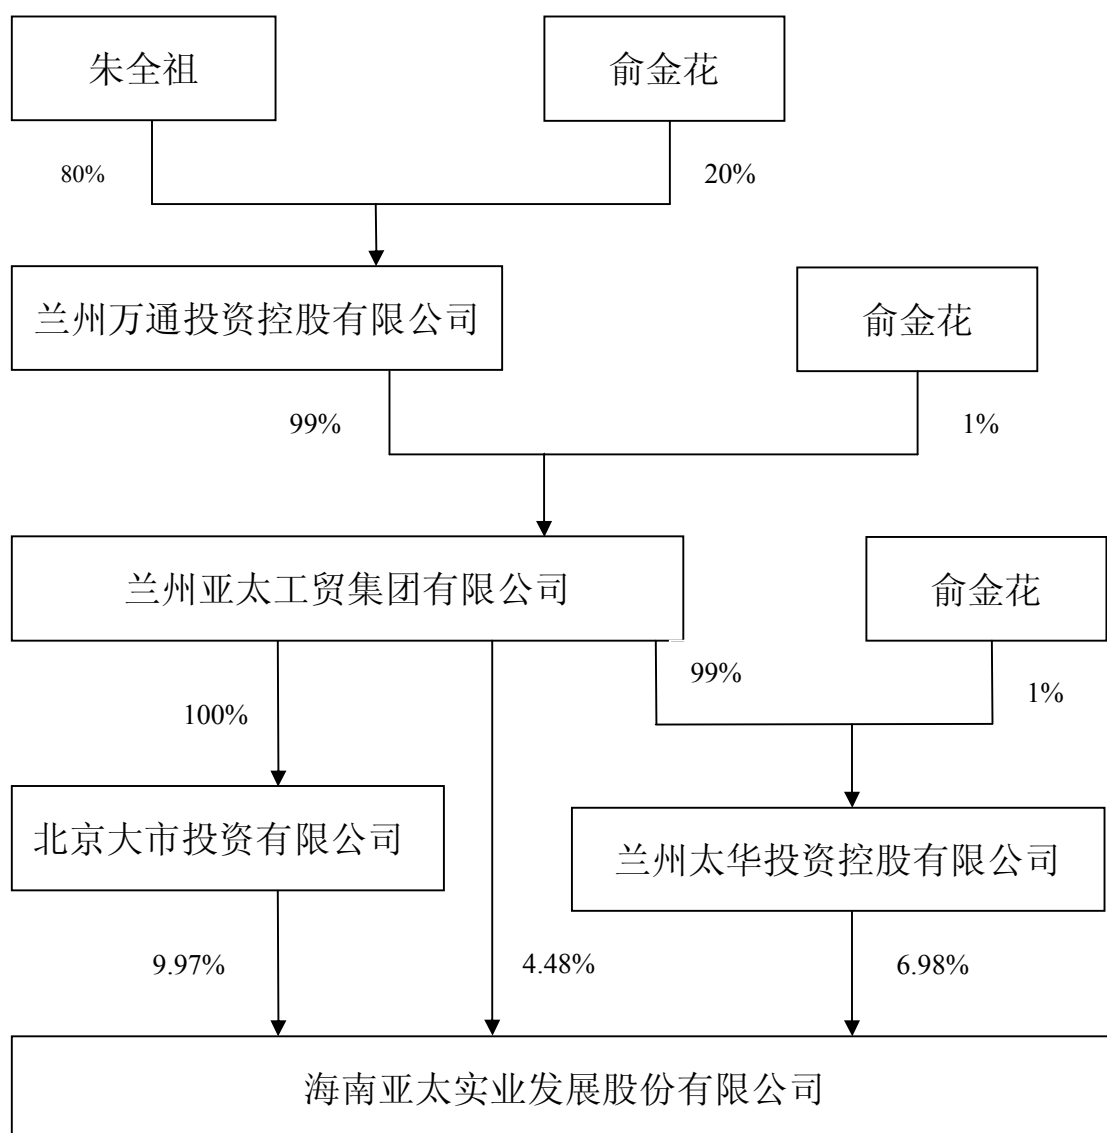 朱全祖
俞金花
80%
20%
兰州万通投资控股有限公司
俞金花
99%
1%
兰州亚太工贸集团有限公司
俞金花
99%
1%
100%
北京大市投资有限公司
兰州太华投资控股有限公司
9.97%
4.48%
6.98%
海南亚太实业发展股份有限公司